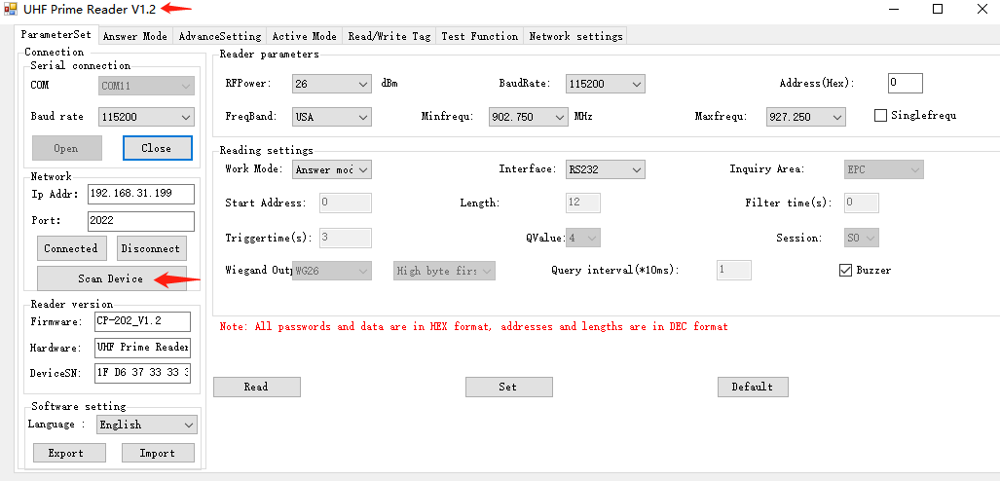 UHF Prime Reader V1.2
ParameterSet Answer Mode AdvanceSetting Active Mode Read/Write Tag Test Function Network settings
Connection
Serial connection
COM COM11
Baud rate 115200
Open Close
Network
Ip Addr: 192.168.31.199
Port: 2022
Connected Disconnect
Scan Device
Reader version
Firmware: CP-202_V1.2
Hardware: UHF Prime Reader
DeviceSN: 1F D6 37 33 33
Software setting
Language : English
Export Import
Reader parameters
RFPower: 26 dBm BaudRate: 115200 Address(Hex): 0
FreqBand: USA Minfrequ: 902.750 MHz Maxfrequ: 927.250 Singlefrequ
Reading settings
Work Mode: Answer mod Interface: RS232 Inquiry Area: EPC
Start Address: 0 Length: 12 Filter time(s): 0
Triggertime(s): 3 QValue: 4 Session: S0
Wiegand Outp WG26 High byte firs Query interval(*10ms): 1 Buzzer
Note: All passwords and data are in HEX format, addresses and lengths are in DEC format
Read Set Default